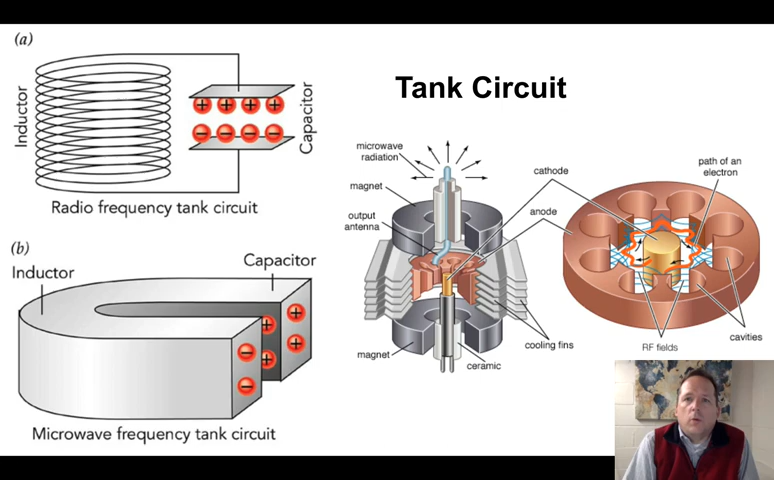 (a)
Inductor
Capacitor
Radio frequency tank circuit
(b)
Inductor
Capacitor
Microwave frequency tank circuit
Tank Circuit
microwave
radiation
magnet
output
antenna
magnet
cathode
anode
cooling fins
ceramic
path of an
electron
RF fields
cavities